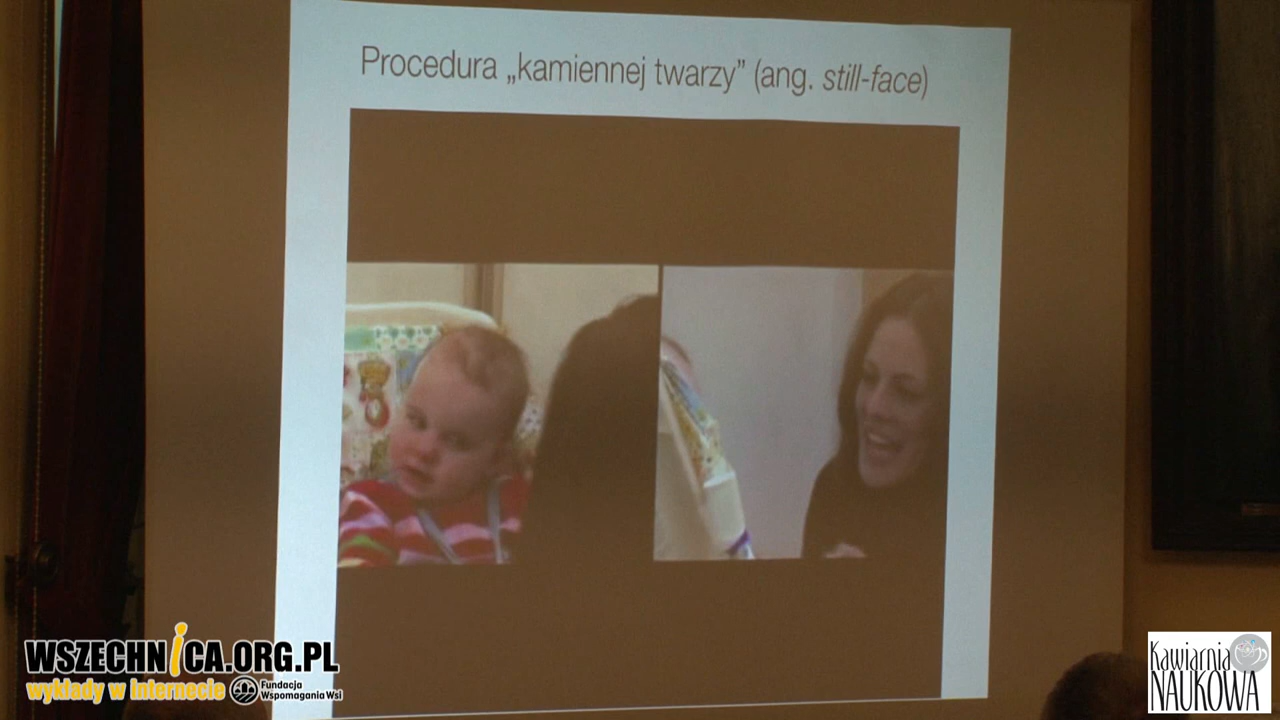 Procedura „kamiennej twarzy” (ang. still-face)
WSZECHNiCA.ORG.PL
wykłady w internecie
Fundacja
Wspomagania Wsi
Kawiarnia
NAUKOWA